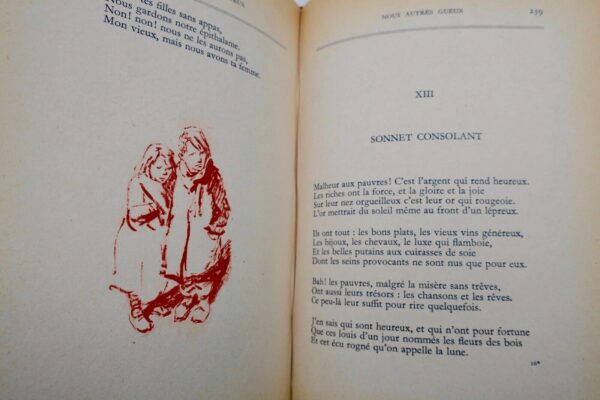 GUEUX
les filles sans appas,
Nous gardons notre épithalame.
Non! non! nous ne les aurons pas,
Mon vieux, mais nous avons ta femme.
NOUS AUTRES GUEUX 239
XIII
SONNET CONSOLANT
Malheur aux pauvres! C'est l'argent qui rend heureux.
Les riches ont la force, et la gloire et la joie
Sur leur nez orgueilleux c'est leur or qui rougeoie.
L'or mettrait du soleil même au front d'un lépreux.
Ils ont tout : les bons plats, les vieux vins généreux,
Les bijoux, les chevaux, le luxe qui flamboie,
Et les belles putains aux cuirasses de soie
Dont les seins provocants ne sont nus que pour eux.
Bah! les pauvres, malgré la misère sans trêves,
Ont aussi leurs trésors : les chansons et les rêves.
Ce peu-là leur suffit pour rire quelquefois.
J'en sais qui sont heureux, et qui n'ont pour fortune
Que ces louis d'un jour nommés les fleurs des bois
Et cet écu rogné qu'on appelle la lune.